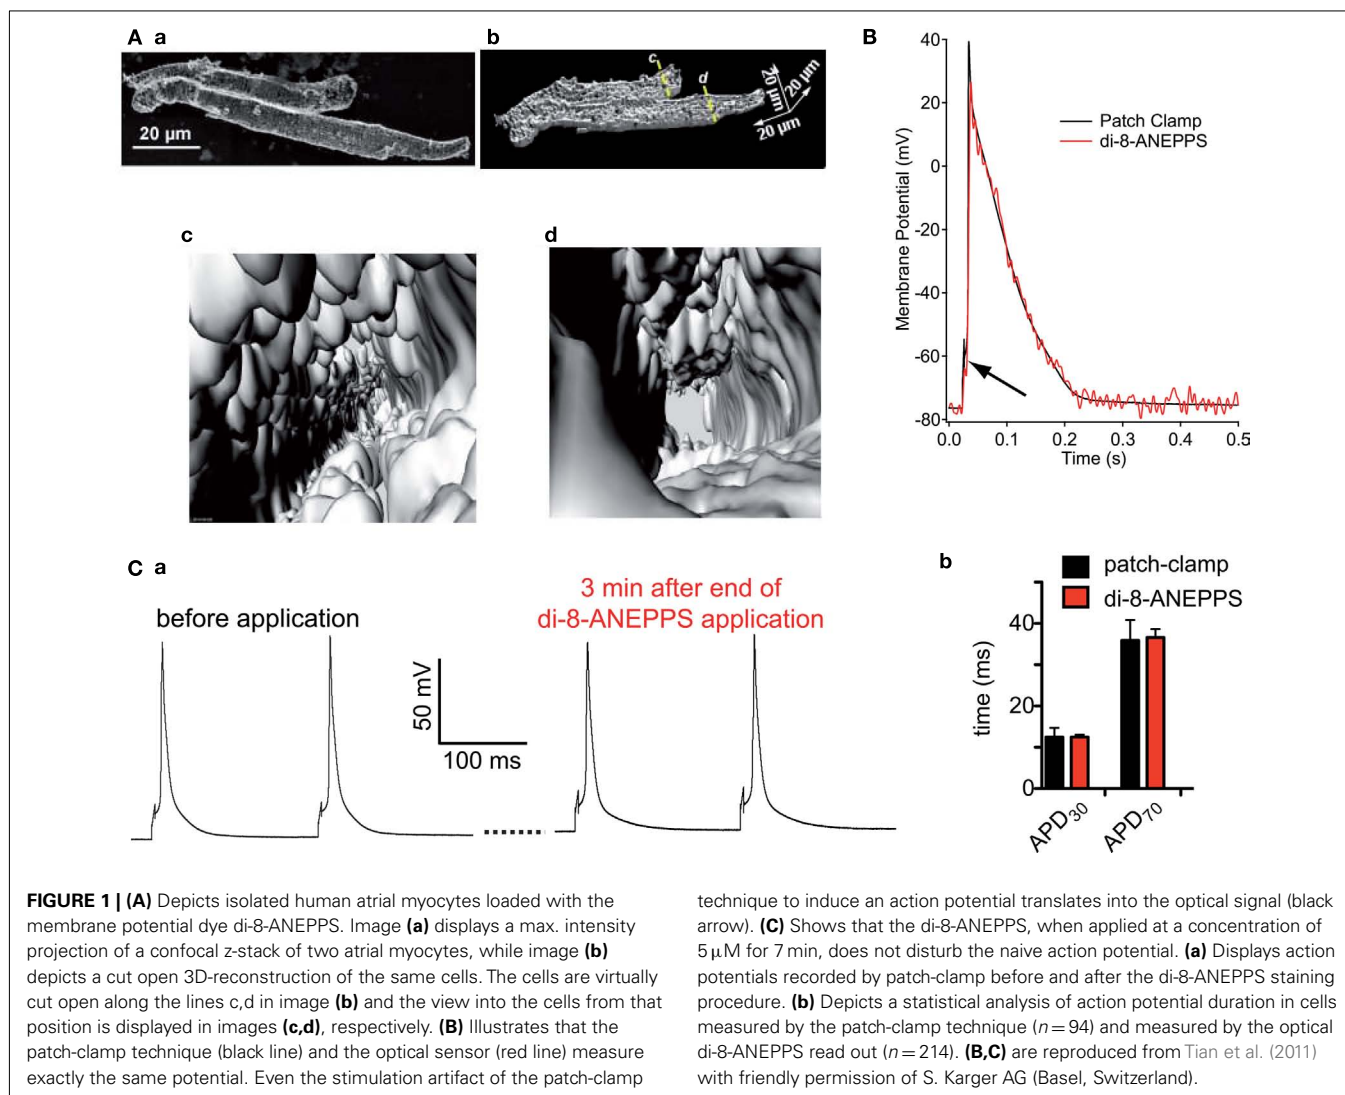 A a
20 µm
b
c
d
20 µm
20 µm
20 µm
c
d
B
Membrane Potential (mV)
40
20
0
-20
-40
-60
-80
Patch Clamp
di-8-ANEPPS
0.0 0.1 0.2 0.3 0.4 0.5
Time (s)
C a
before application
50 mV
100 ms
3 min after end of
di-8-ANEPPS application
b
patch-clamp
di-8-ANEPPS
time (ms)
40
20
0
APD30
APD70
FIGURE 1 | (A) Depicts isolated human atrial myocytes loaded with the
membrane potential dye di-8-ANEPPS. Image (a) displays a max. intensity
projection of a confocal z-stack of two atrial myocytes, while image (b)
depicts a cut open 3D-reconstruction of the same cells. The cells are virtually
cut open along the lines c,d in image (b) and the view into the cells from that
position is displayed in images (c,d), respectively. (B) Illustrates that the
patch-clamp technique (black line) and the optical sensor (red line) measure
exactly the same potential. Even the stimulation artifact of the patch-clamp
technique to induce an action potential translates into the optical signal (black
arrow). (C) Shows that the di-8-ANEPPS, when applied at a concentration of
5 µM for 7 min, does not disturb the naive action potential. (a) Displays action
potentials recorded by patch-clamp before and after the di-8-ANEPPS staining
procedure. (b) Depicts a statistical analysis of action potential duration in cells
measured by the patch-clamp technique (n = 94) and measured by the optical
di-8-ANEPPS read out (n = 214). (B,C) are reproduced from Tian et al. (2011)
with friendly permission of S. Karger AG (Basel, Switzerland).